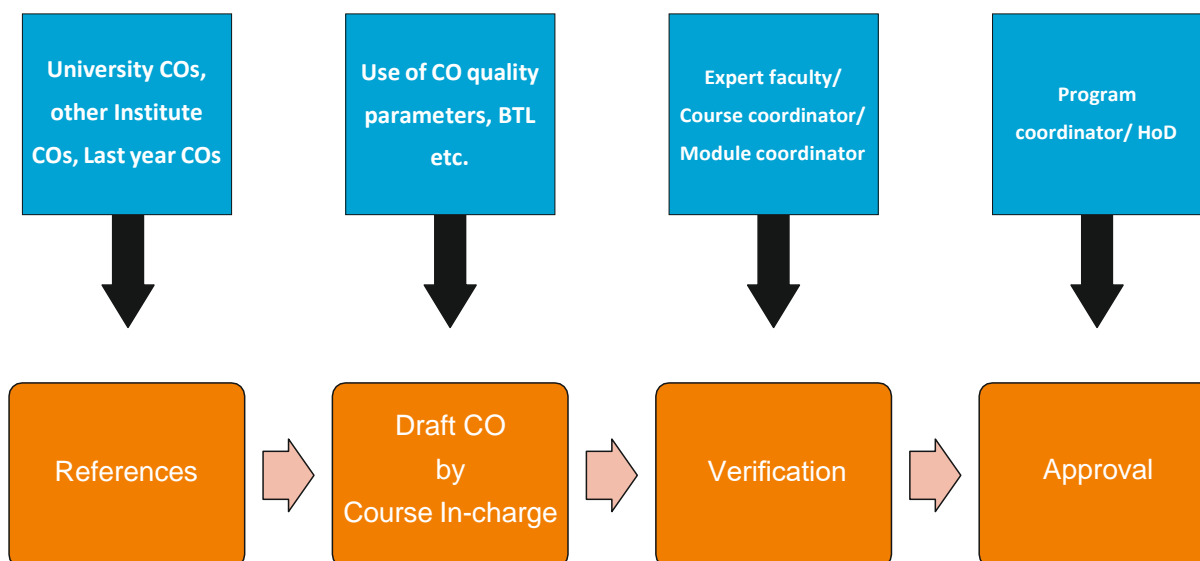 University COs,
other Institute
COs, Last year COs
Use of CO quality
parameters, BTL
etc.
Expert faculty/
Course coordinator/
Module coordinator
Program
coordinator/ HoD
References
Draft CO
by
Course In-charge
Verification
Approval